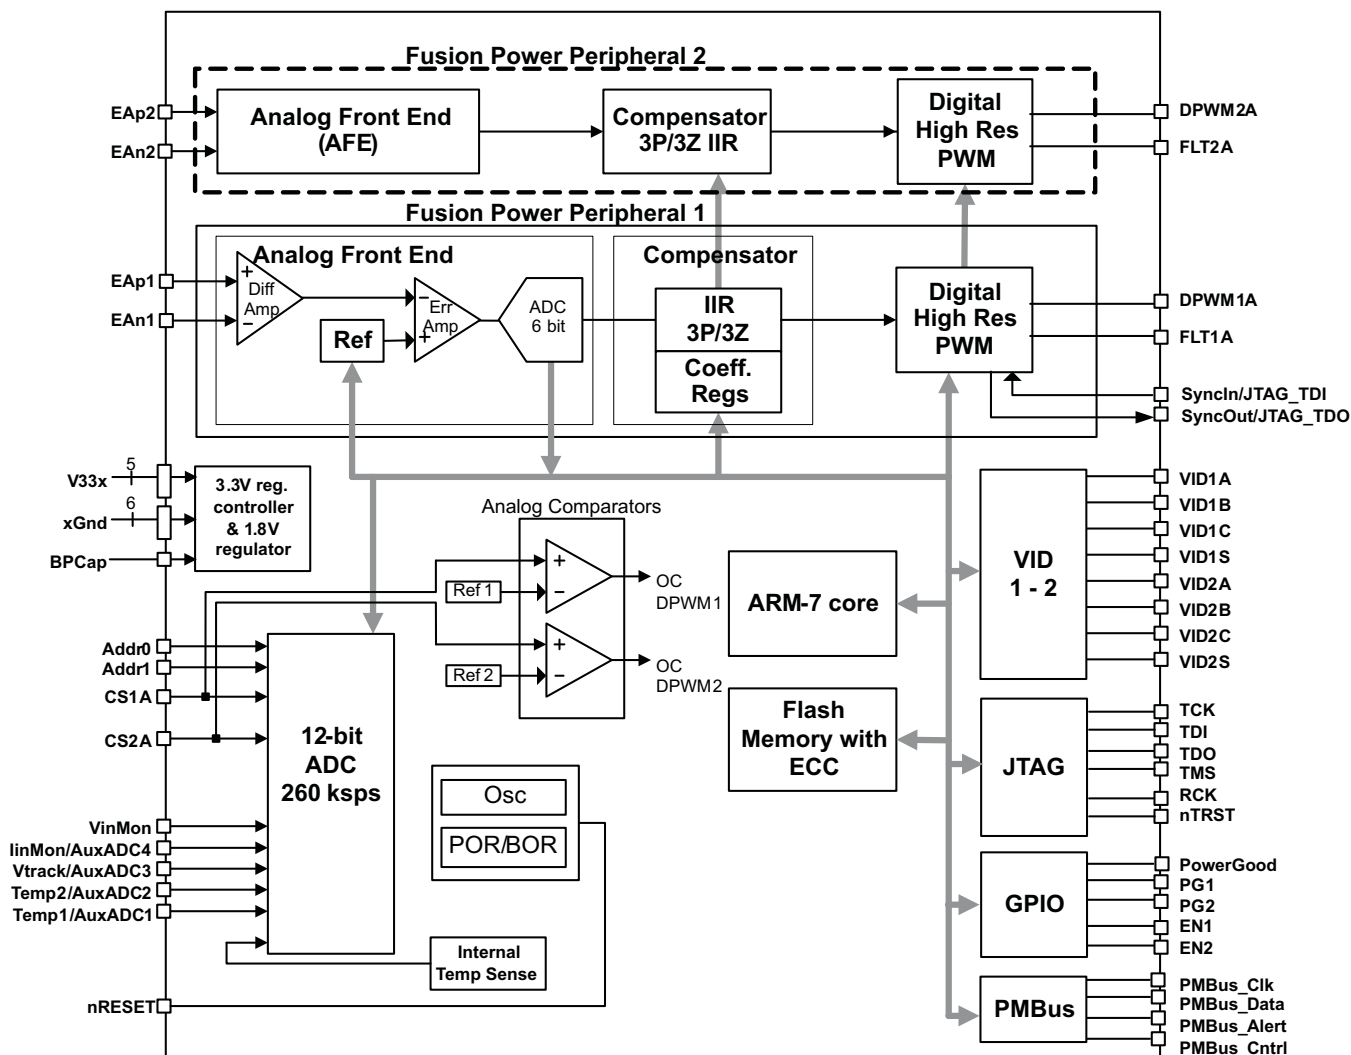 Fusion Power Peripheral 2
EAp2
EAn2
Analog Front End
(AFE)
Compensator
3P/3Z IIR
Digital
High Res
PWM
DPWM2A
FLT2A
Fusion Power Peripheral 1
Analog Front End
Compensator
EAp1
EAn1
+
Diff
Amp
−
Ref
−
Err
Amp
+
ADC
6 bit
IIR
3P/3Z
Coeff.
Regs
Digital
High Res
PWM
DPWM1A
FLT1A
SyncIn/JTAG_TDI
SyncOut/JTAG_TDO
V33x
5
xGnd
6
BPCap
3.3V reg.
controller
& 1.8V
regulator
Analog Comparators
+
−
Ref 1
OC
DPWM1
+
−
Ref 2
OC
DPWM2
ARM-7 core
Flash
Memory with
ECC
VID
1 - 2
VID1A
VID1B
VID1C
VID1S
VID2A
VID2B
VID2C
VID2S
Addr0
Addr1
CS1A
CS2A
VinMon
IinMon/AuxADC4
Vtrack/AuxADC3
Temp2/AuxADC2
Temp1/AuxADC1
nRESET
12-bit
ADC
260 ksps
Osc
POR/BOR
Internal
Temp Sense
JTAG
TCK
TDI
TDO
TMS
RCK
nTRST
GPIO
PowerGood
PG1
PG2
EN1
EN2
PMBus
PMBus_Clk
PMBus_Data
PMBus_Alert
PMBus_Cntrl